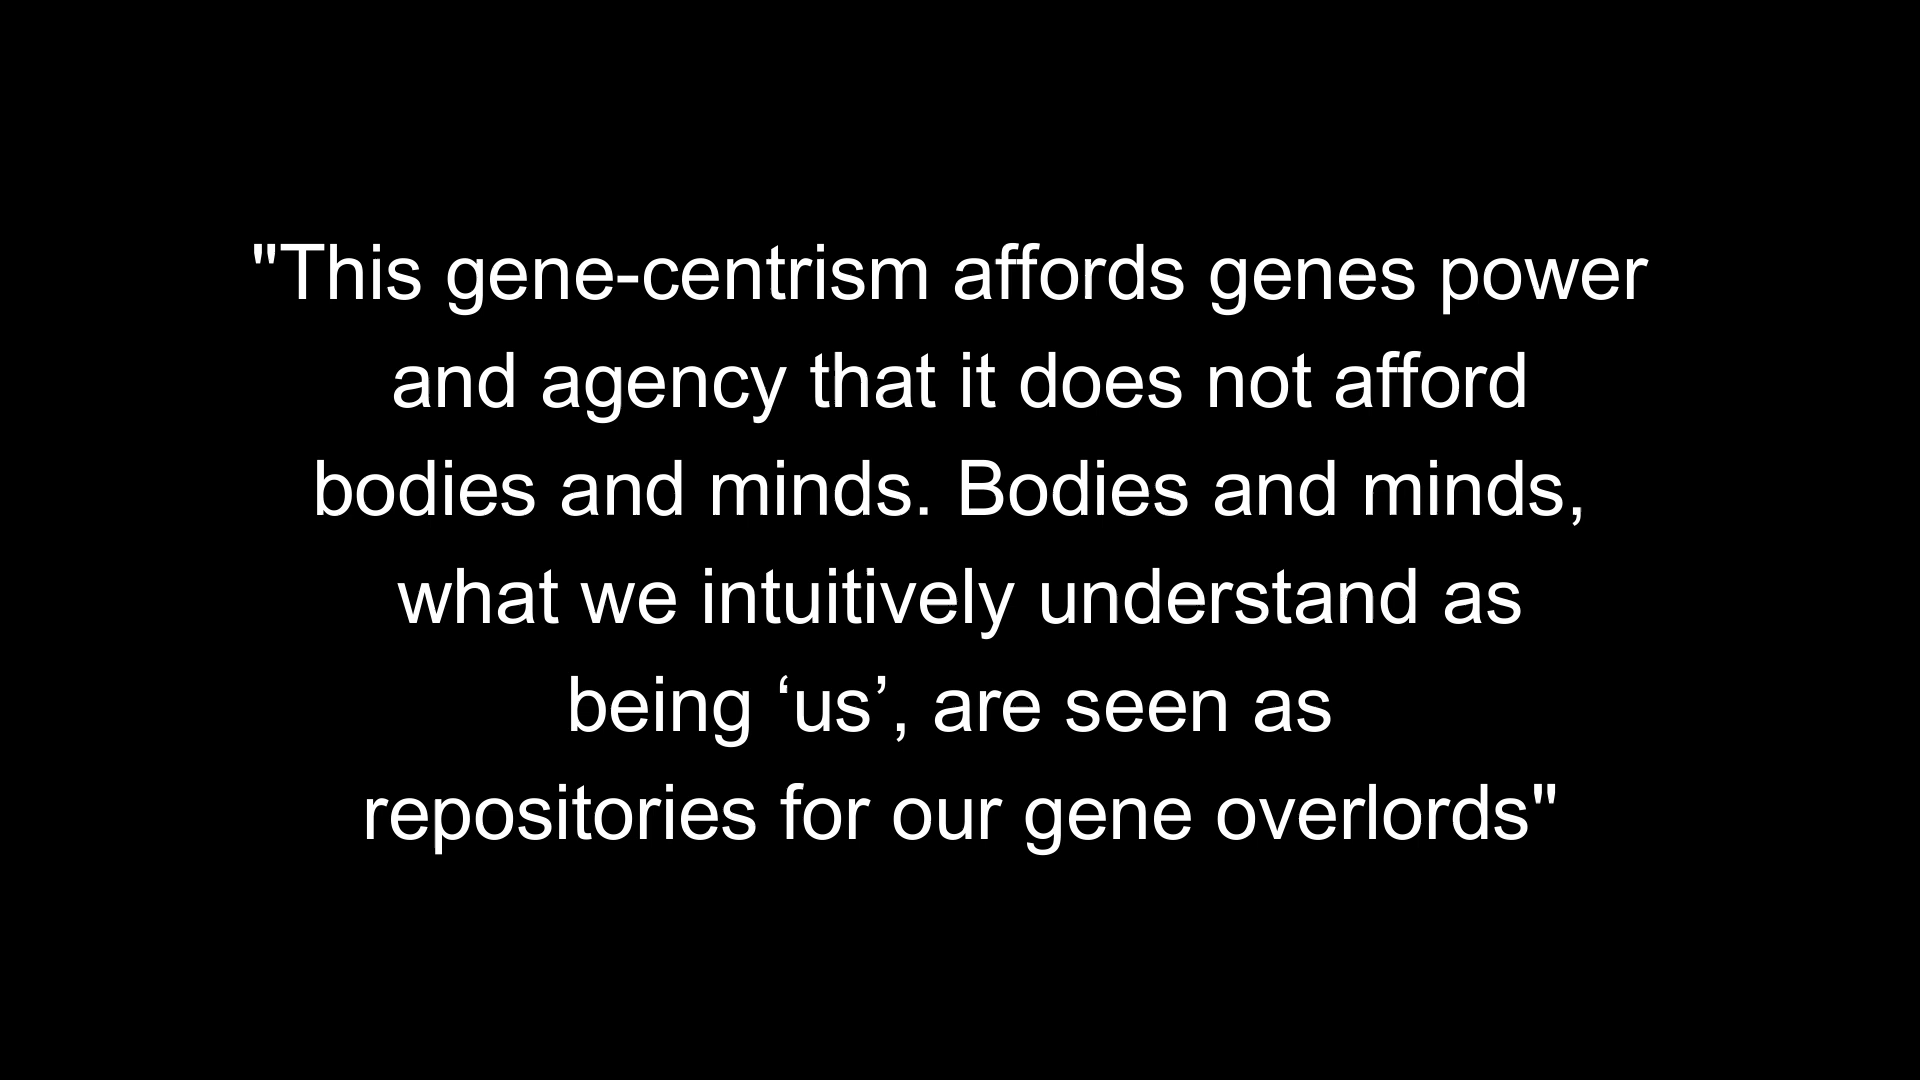 "This gene-centrism affords genes power
and agency that it does not afford
bodies and minds. Bodies and minds,
what we intuitively understand as
being ‘us’, are seen as
repositories for our gene overlords"